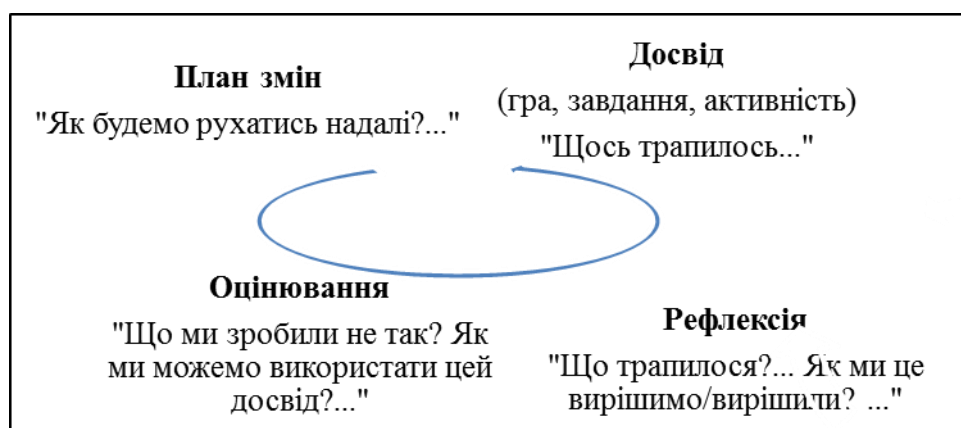 План змін
"Як будемо рухатись надалі?..."
Досвід
(гра, завдання, активність)
"Щось трапилось..."
Оцінювання
"Що ми зробили не так? Як
ми можемо використати цей
досвід?..."
Рефлексія
"Що трапилося?... Як ми це
вирішимо/вирішили? ..."